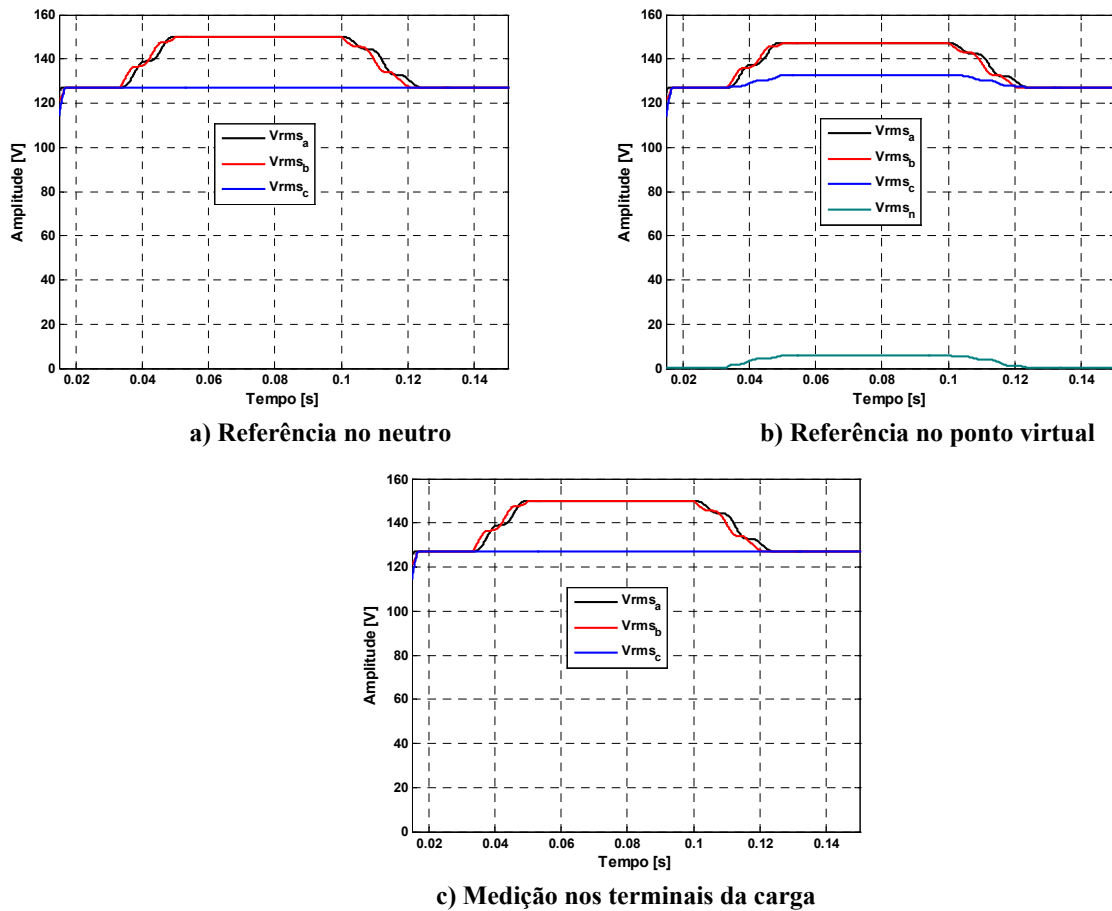 160
140
120
100
80
60
40
20
0
Amplitude [V]
Vrms_a
Vrms_b
Vrms_c
0.02 0.04 0.06 0.08 0.1 0.12 0.14
Tempo [s]
a) Referência no neutro
160
140
120
100
80
60
40
20
0
Amplitude [V]
Vrms_a
Vrms_b
Vrms_c
Vrms_n
0.02 0.04 0.06 0.08 0.1 0.12 0.14
Tempo [s]
b) Referência no ponto virtual
160
140
120
100
80
60
40
20
0
Amplitude [V]
Vrms_a
Vrms_b
Vrms_c
0.02 0.04 0.06 0.08 0.1 0.12 0.14
Tempo [s]
c) Medição nos terminais da carga